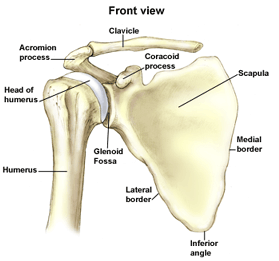 Front view
Clavicle
Acromion
process
Coracoid
process
Scapula
Head of
humerus
Medial
border
Glenoid
Fossa
Humerus
Lateral
border
Inferior
angle